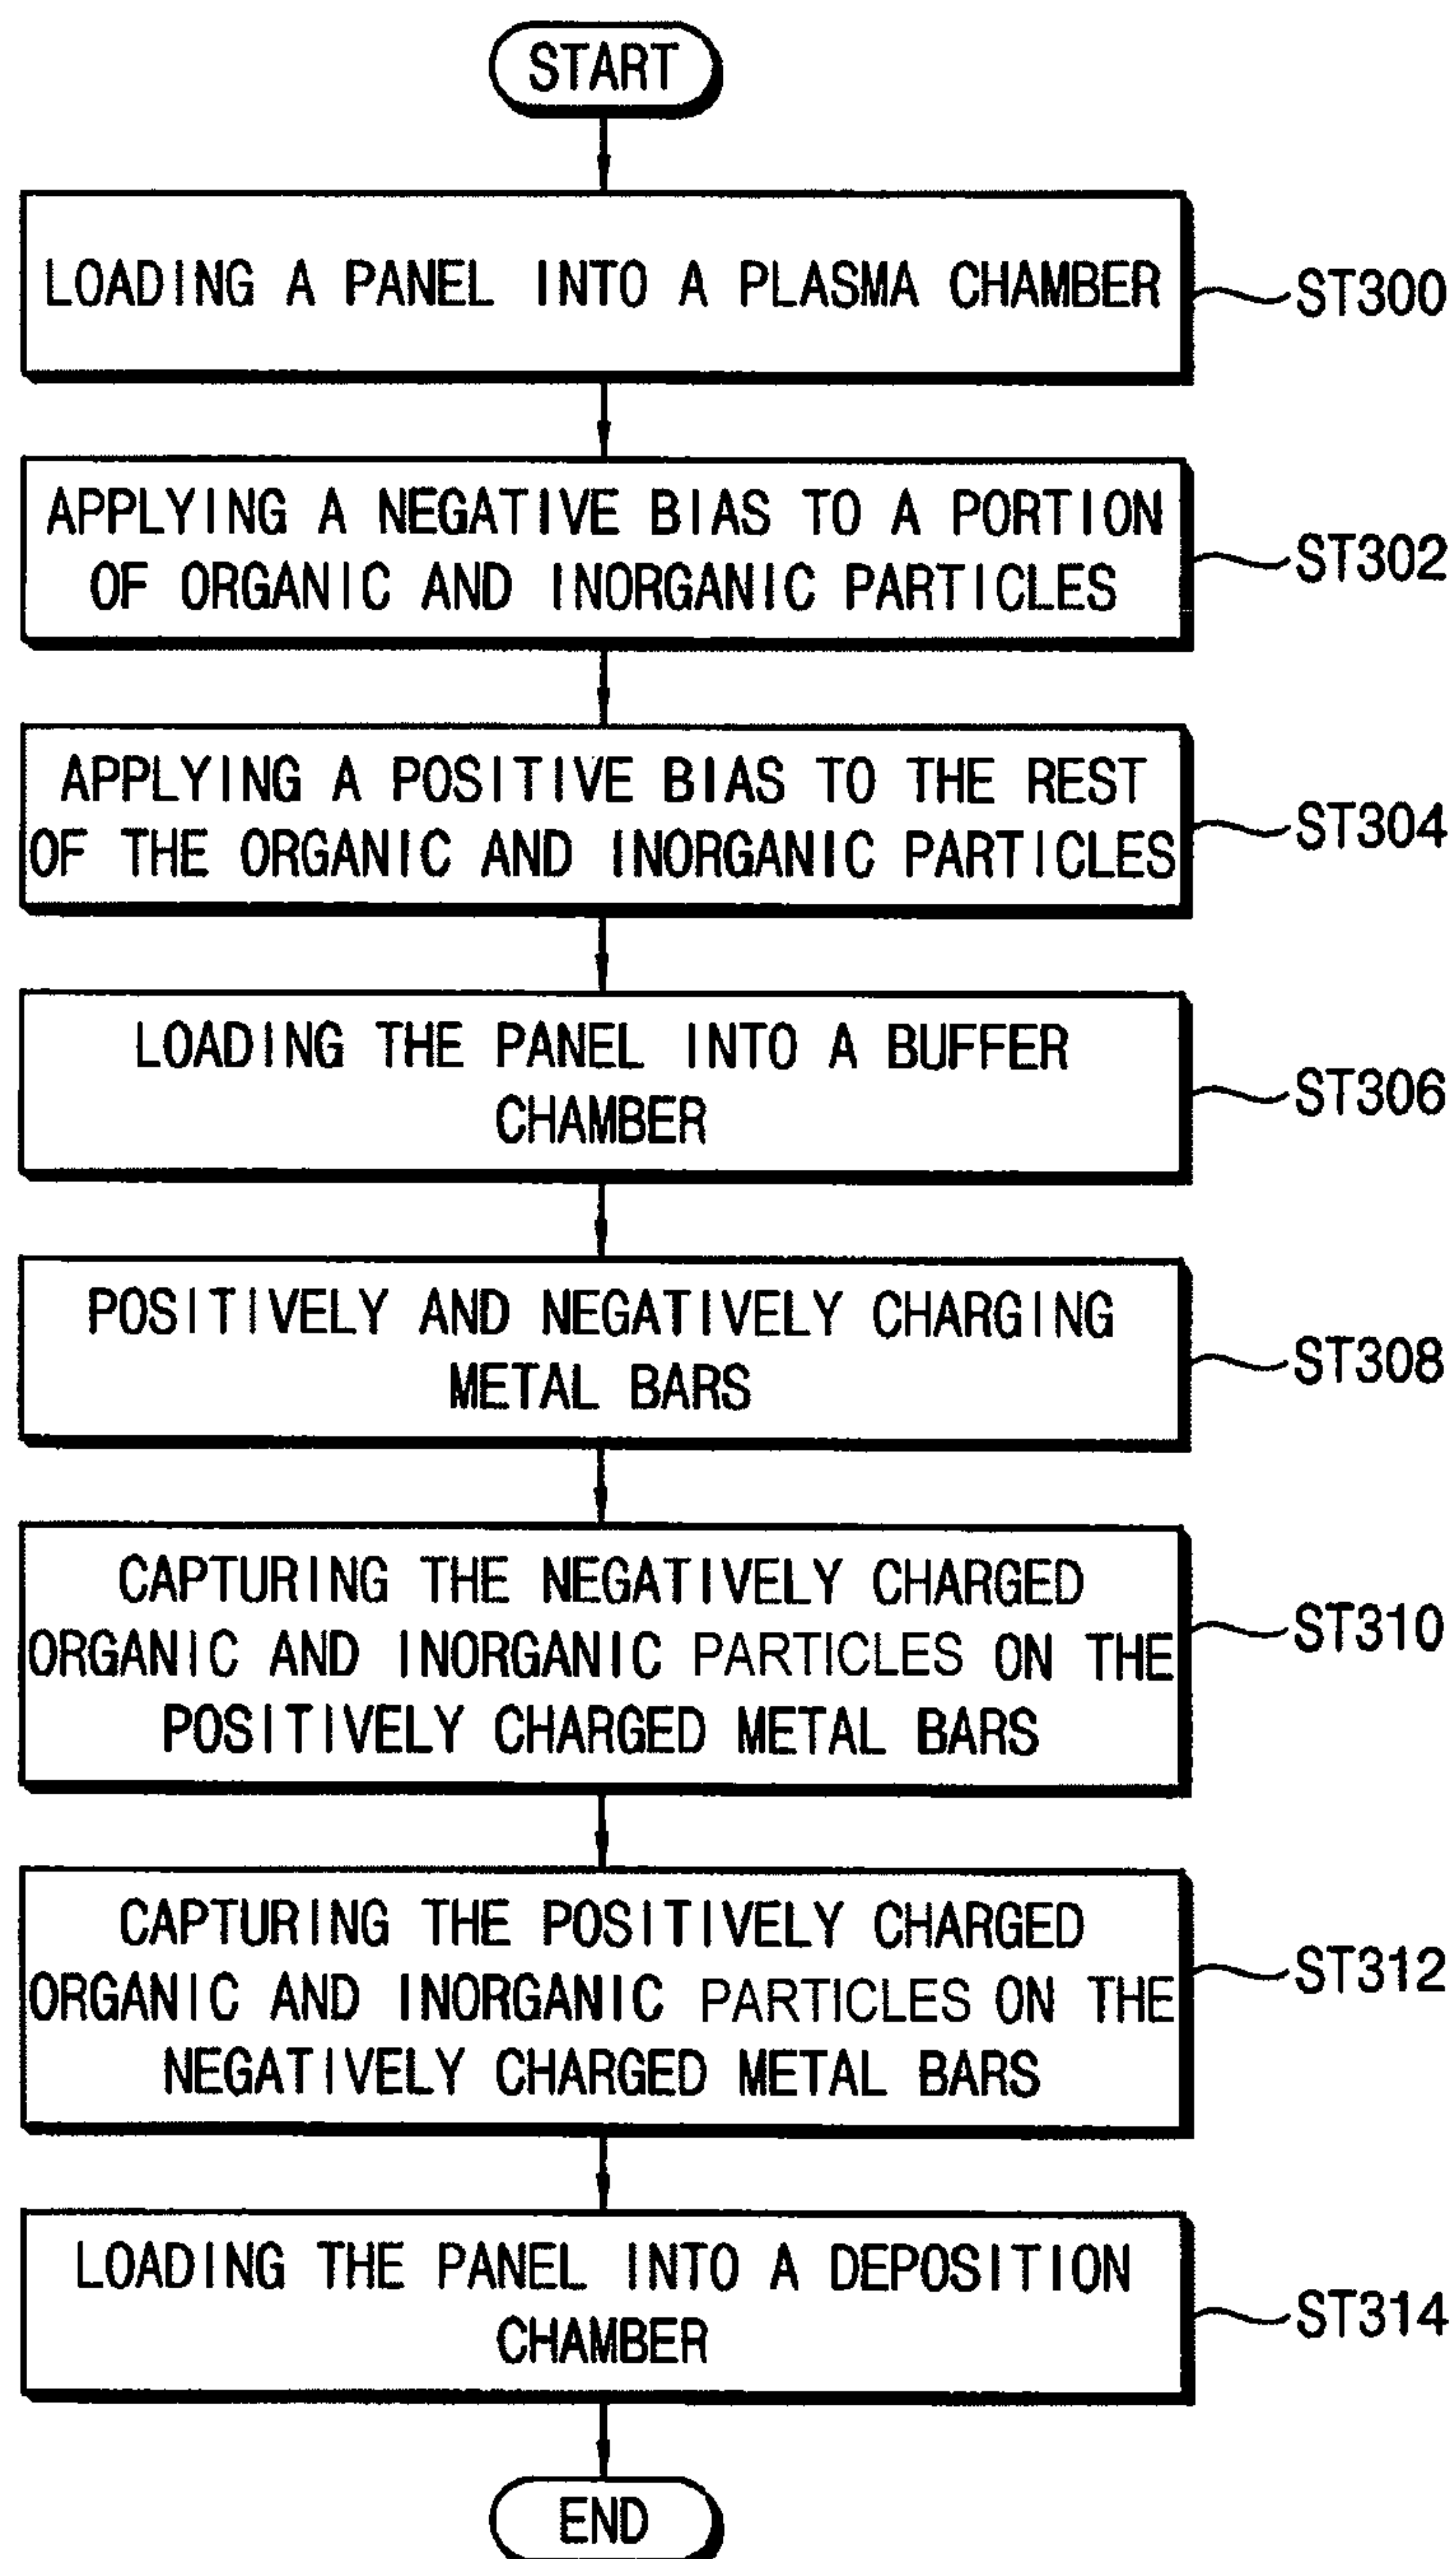 START
LOADING A PANEL INTO A PLASMA CHAMBER
ST300
APPLYING A NEGATIVE BIAS TO A PORTION
OF ORGANIC AND INORGANIC PARTICLES
ST302
APPLYING A POSITIVE BIAS TO THE REST
OF THE ORGANIC AND INORGANIC PARTICLES
ST304
LOADING THE PANEL INTO A BUFFER
CHAMBER
ST306
POSITIVELY AND NEGATIVELY CHARGING
METAL BARS
ST308
CAPTURING THE NEGATIVELY CHARGED
ORGANIC AND INORGANIC PARTICLES ON THE
POSITIVELY CHARGED METAL BARS
ST310
CAPTURING THE POSITIVELY CHARGED
ORGANIC AND INORGANIC PARTICLES ON THE
NEGATIVELY CHARGED METAL BARS
ST312
LOADING THE PANEL INTO A DEPOSITION
CHAMBER
ST314
END